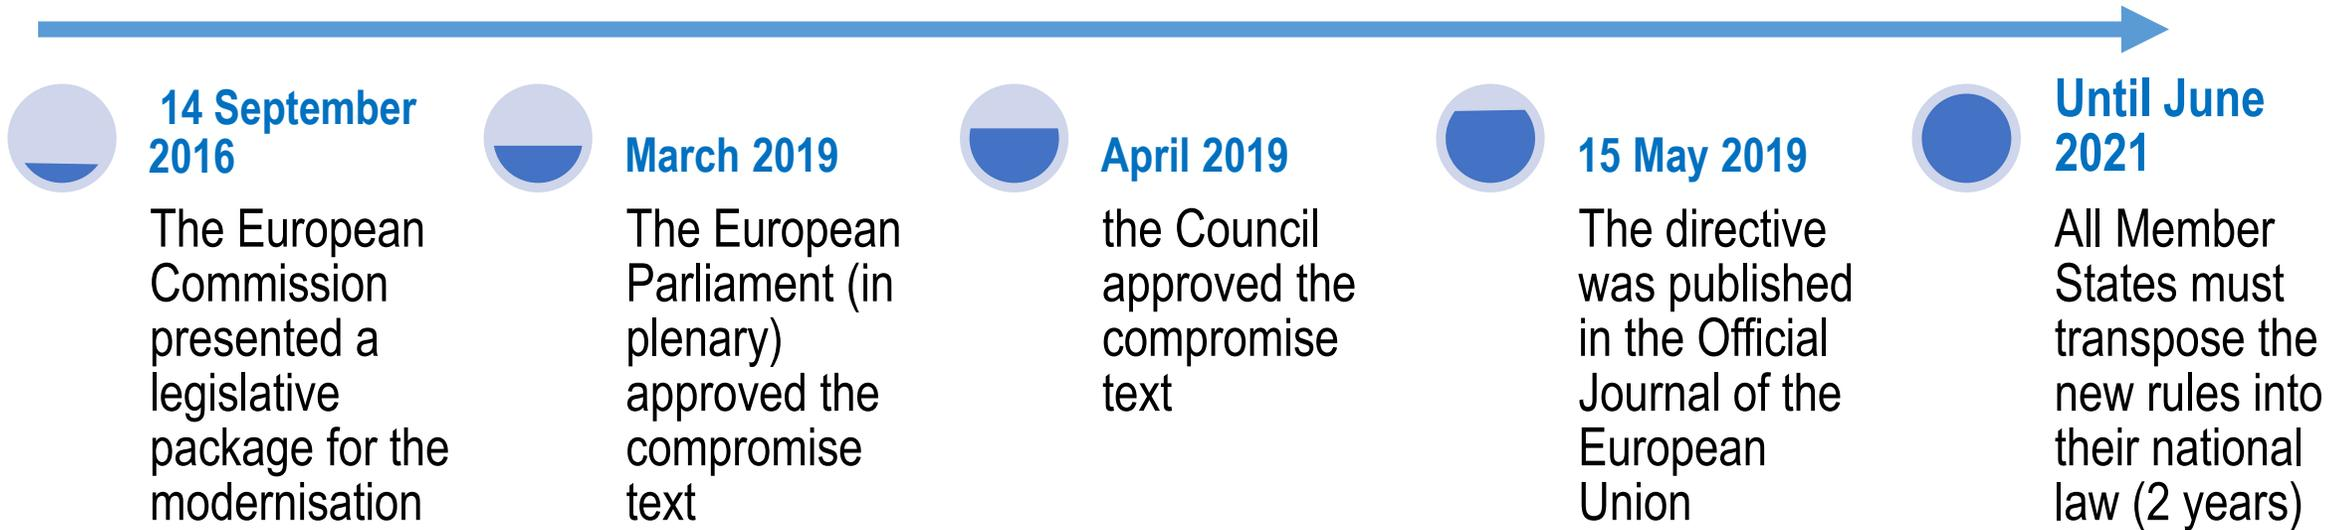 14 September
2016
The European
Commission
presented a
legislative
package for the
modernisation
March 2019
The European
Parliament (in
plenary)
approved the
compromise
text
April 2019
the Council
approved the
compromise
text
15 May 2019
The directive
was published
in the Official
Journal of the
European
Union
Until June
2021
All Member
States must
transpose the
new rules into
their national
law (2 years)